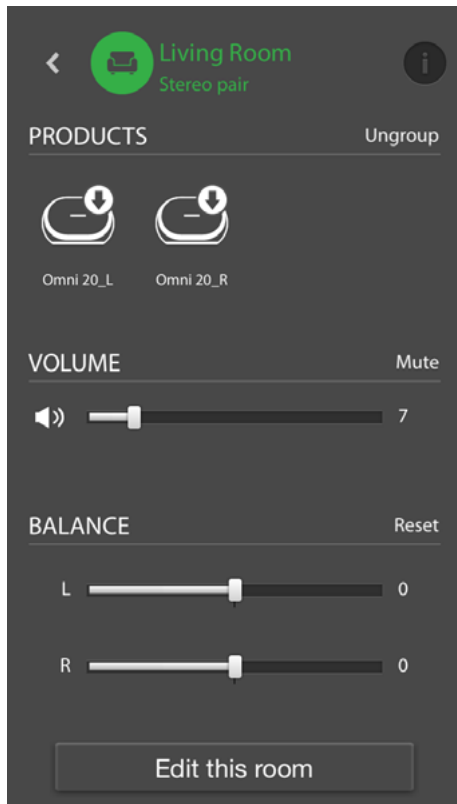 Living Room
Stereo pair
i
PRODUCTS Ungroup
Omni 20_L Omni 20_R
VOLUME Mute
7
BALANCE Reset
L 0
R 0
Edit this room